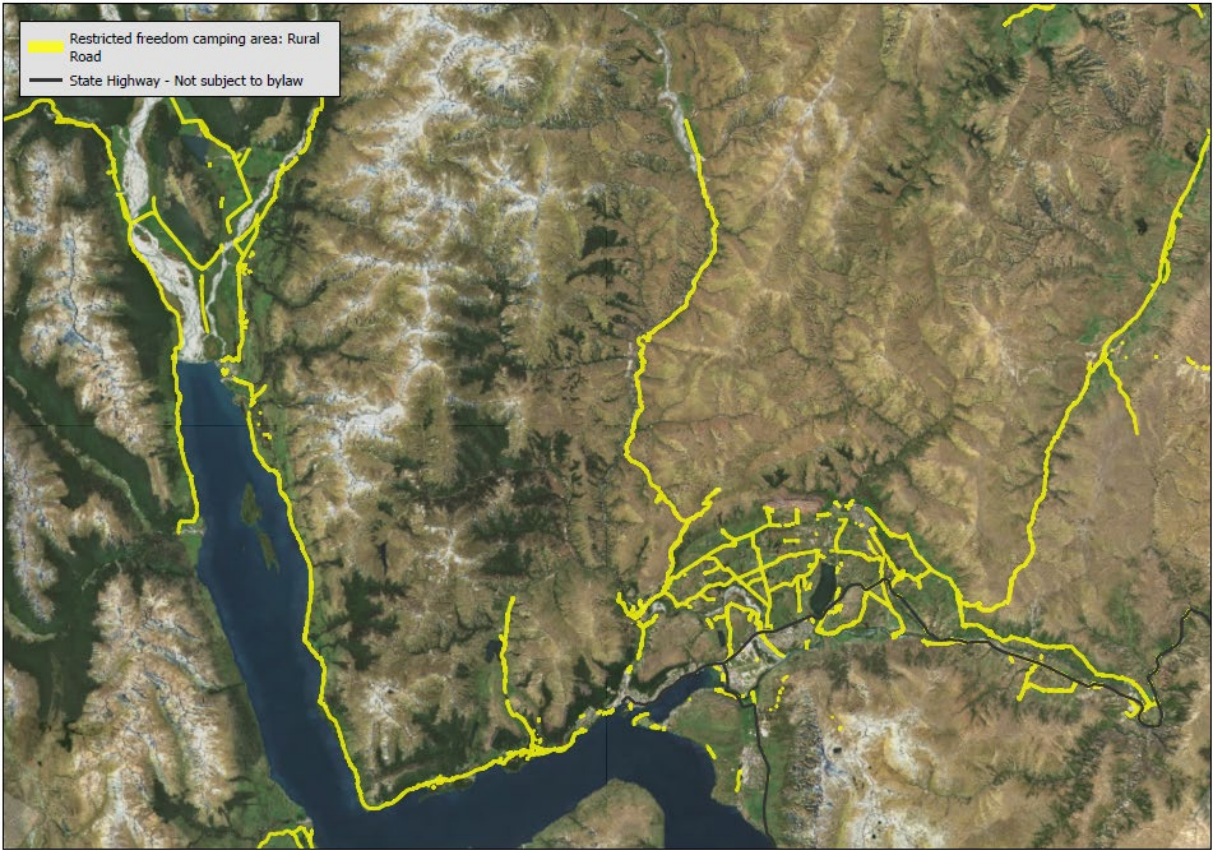 Restricted freedom camping area: Rural
Road
State Highway - Not subject to bylaw